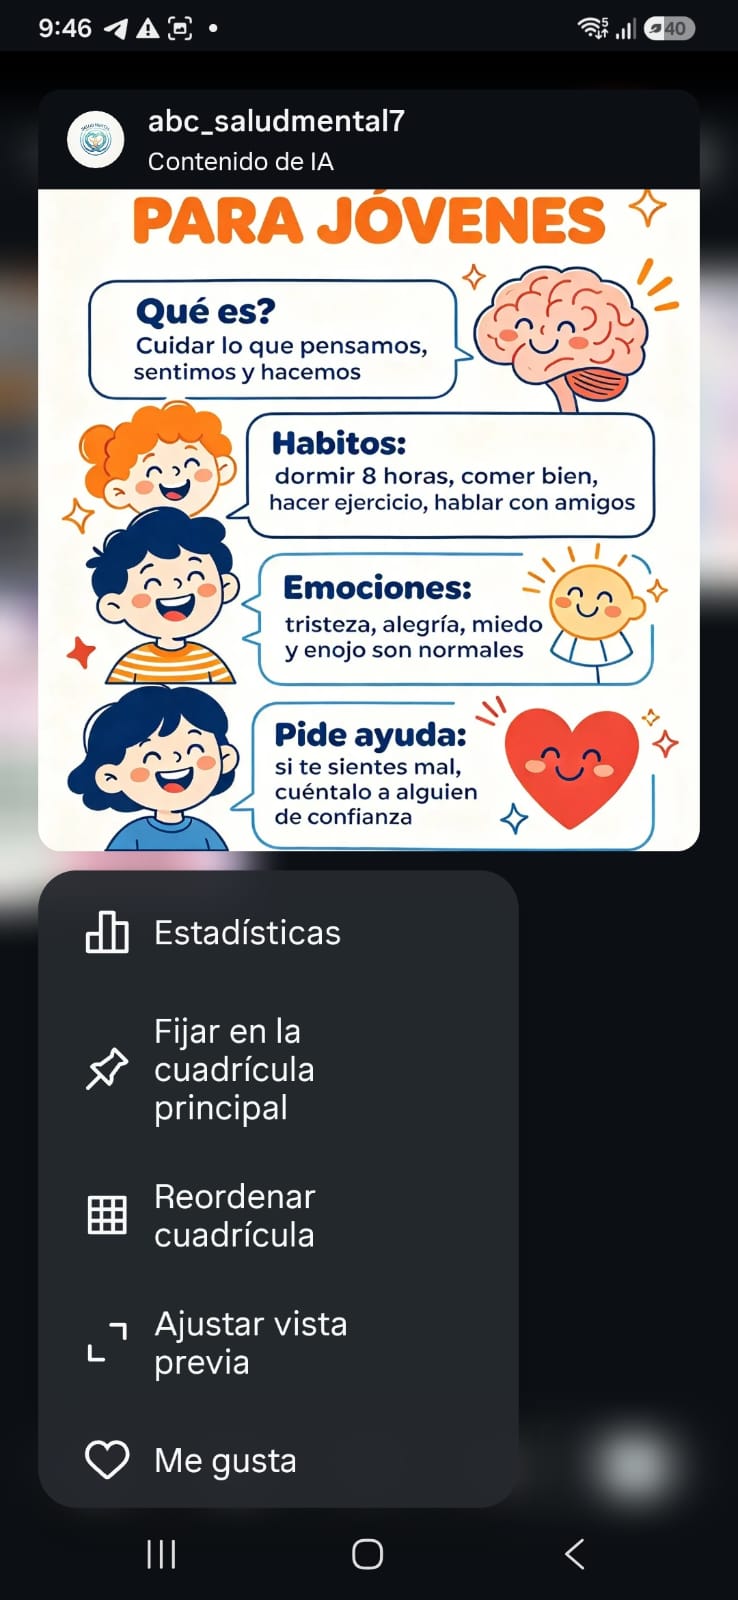 9:46
5
40
abc_saludmental7
Contenido de IA
PARA JÓVENES
Qué es?
Cuidar lo que pensamos,
sentimos y hacemos
Habitos:
dormir 8 horas, comer bien,
hacer ejercicio, hablar con amigos
Emociones:
tristeza, alegría, miedo
y enojo son normales
Pide ayuda:
si te sientes mal,
cuéntalo a alguien
de confianza
Estadísticas
Fijar en la
cuadrícula
principal
Reordenar
cuadrícula
Ajustar vista
previa
Me gusta